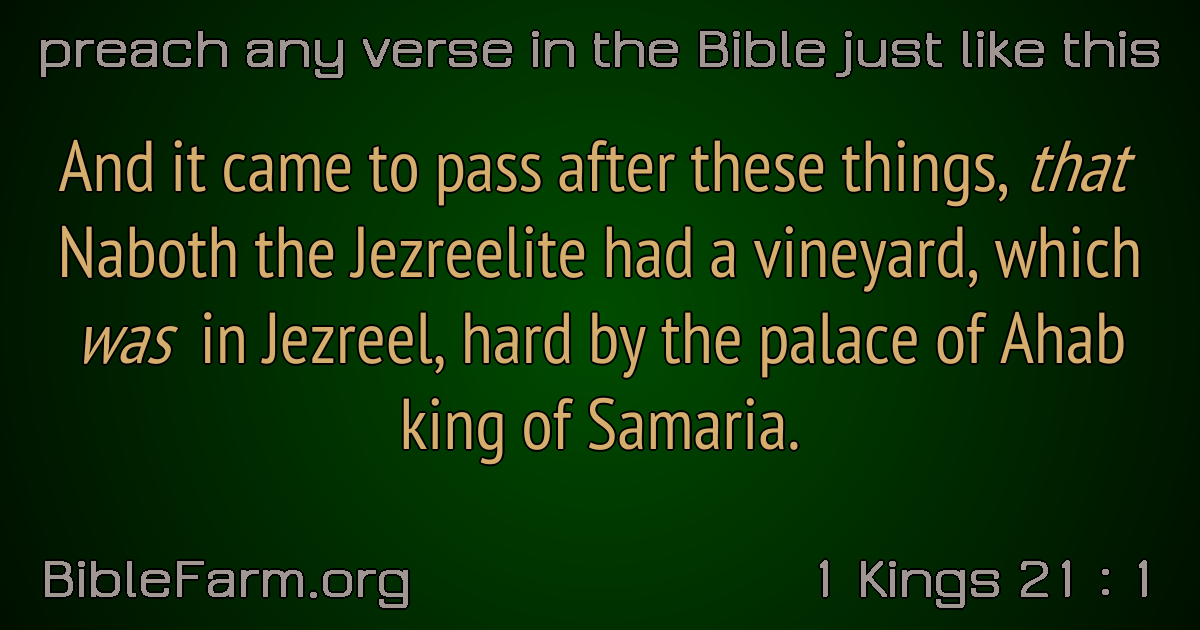 preach any verse in the Bible just like this
And it came to pass after these things, that
Naboth the Jezreelite had a vineyard, which
was in Jezreel, hard by the palace of Ahab
king of Samaria.
BibleFarm.org
1 Kings 21 : 1